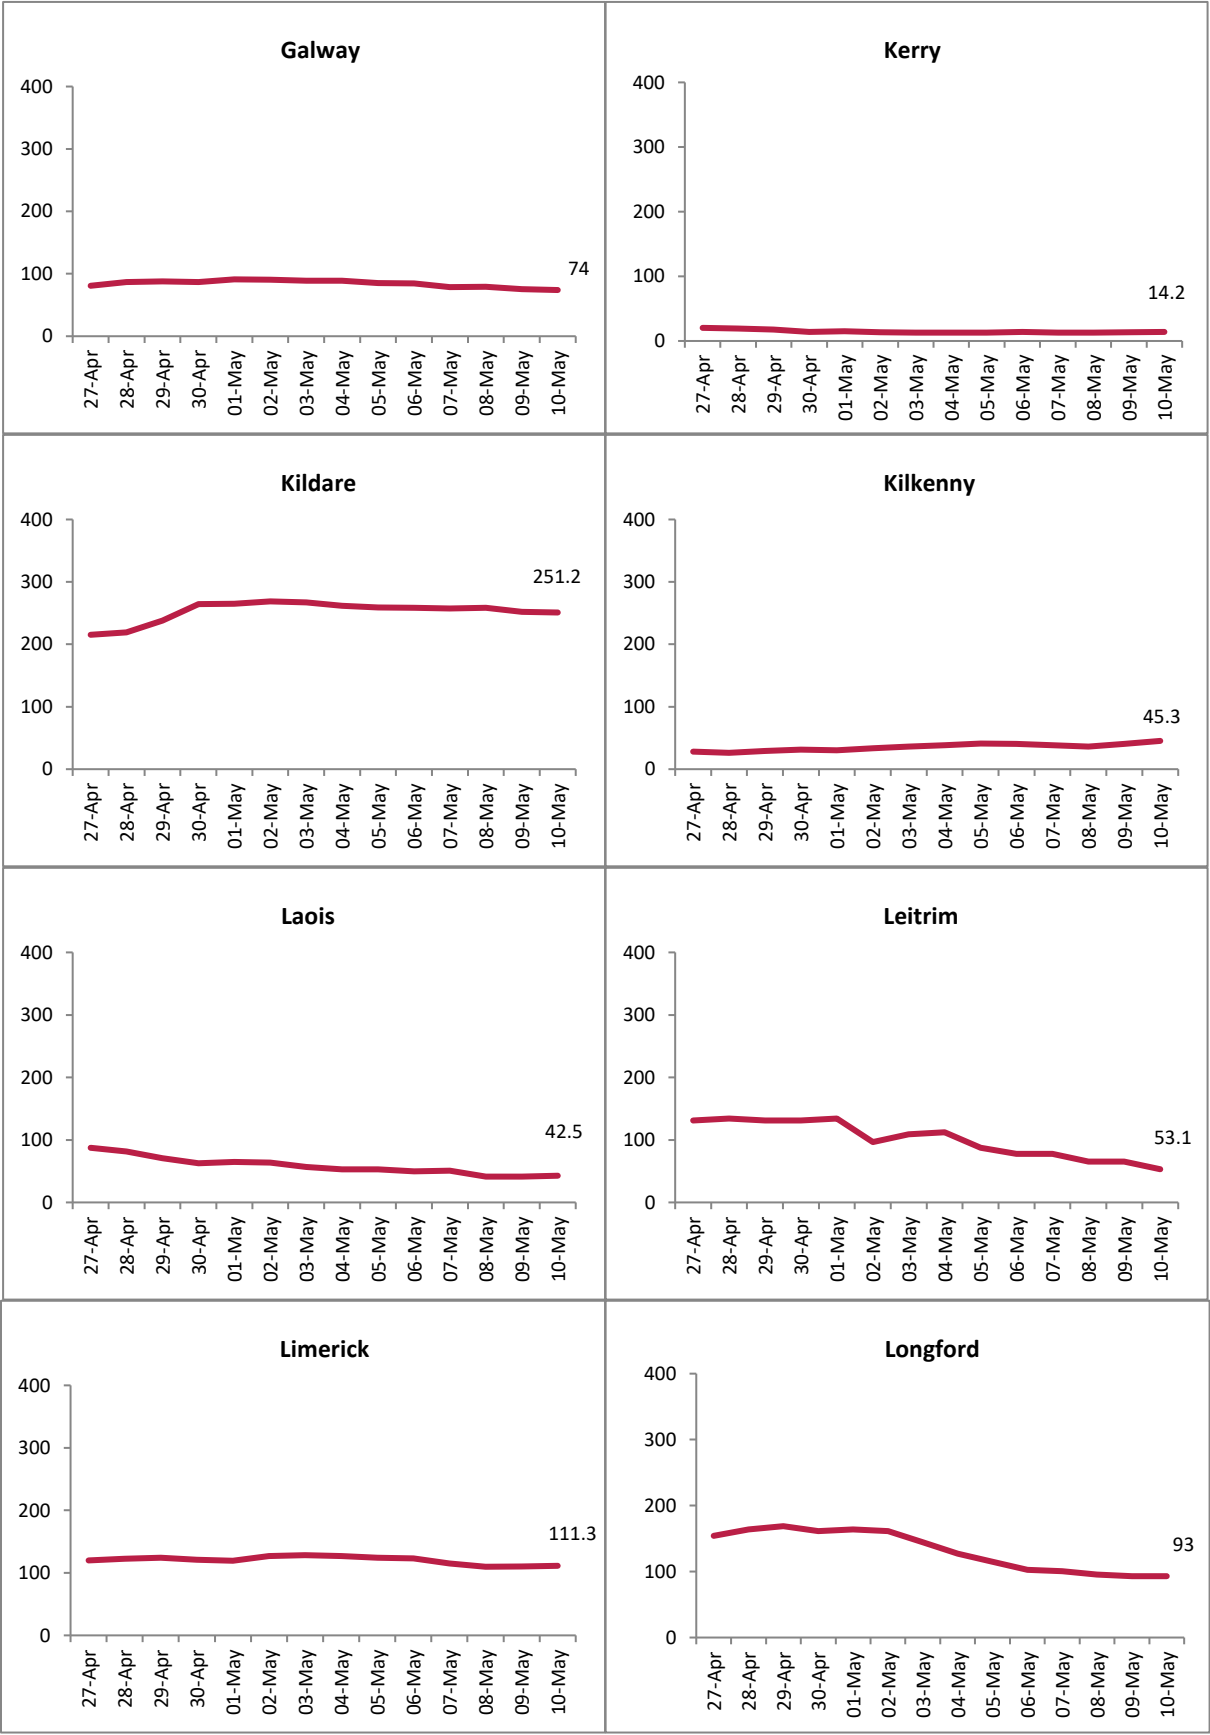 Galway
400
300
200
100
0
74
27-Apr
28-Apr
29-Apr
30-Apr
01-May
02-May
03-May
04-May
05-May
06-May
07-May
08-May
09-May
10-May
Kerry
400
300
200
100
0
14.2
27-Apr
28-Apr
29-Apr
30-Apr
01-May
02-May
03-May
04-May
05-May
06-May
07-May
08-May
09-May
10-May
Kildare
400
300
200
100
0
251.2
27-Apr
28-Apr
29-Apr
30-Apr
01-May
02-May
03-May
04-May
05-May
06-May
07-May
08-May
09-May
10-May
Kilkenny
400
300
200
100
0
45.3
27-Apr
28-Apr
29-Apr
30-Apr
01-May
02-May
03-May
04-May
05-May
06-May
07-May
08-May
09-May
10-May
Laois
400
300
200
100
0
42.5
27-Apr
28-Apr
29-Apr
30-Apr
01-May
02-May
03-May
04-May
05-May
06-May
07-May
08-May
09-May
10-May
Leitrim
400
300
200
100
0
53.1
27-Apr
28-Apr
29-Apr
30-Apr
01-May
02-May
03-May
04-May
05-May
06-May
07-May
08-May
09-May
10-May
Limerick
400
300
200
100
0
111.3
27-Apr
28-Apr
29-Apr
30-Apr
01-May
02-May
03-May
04-May
05-May
06-May
07-May
08-May
09-May
10-May
Longford
400
300
200
100
0
93
27-Apr
28-Apr
29-Apr
30-Apr
01-May
02-May
03-May
04-May
05-May
06-May
07-May
08-May
09-May
10-May